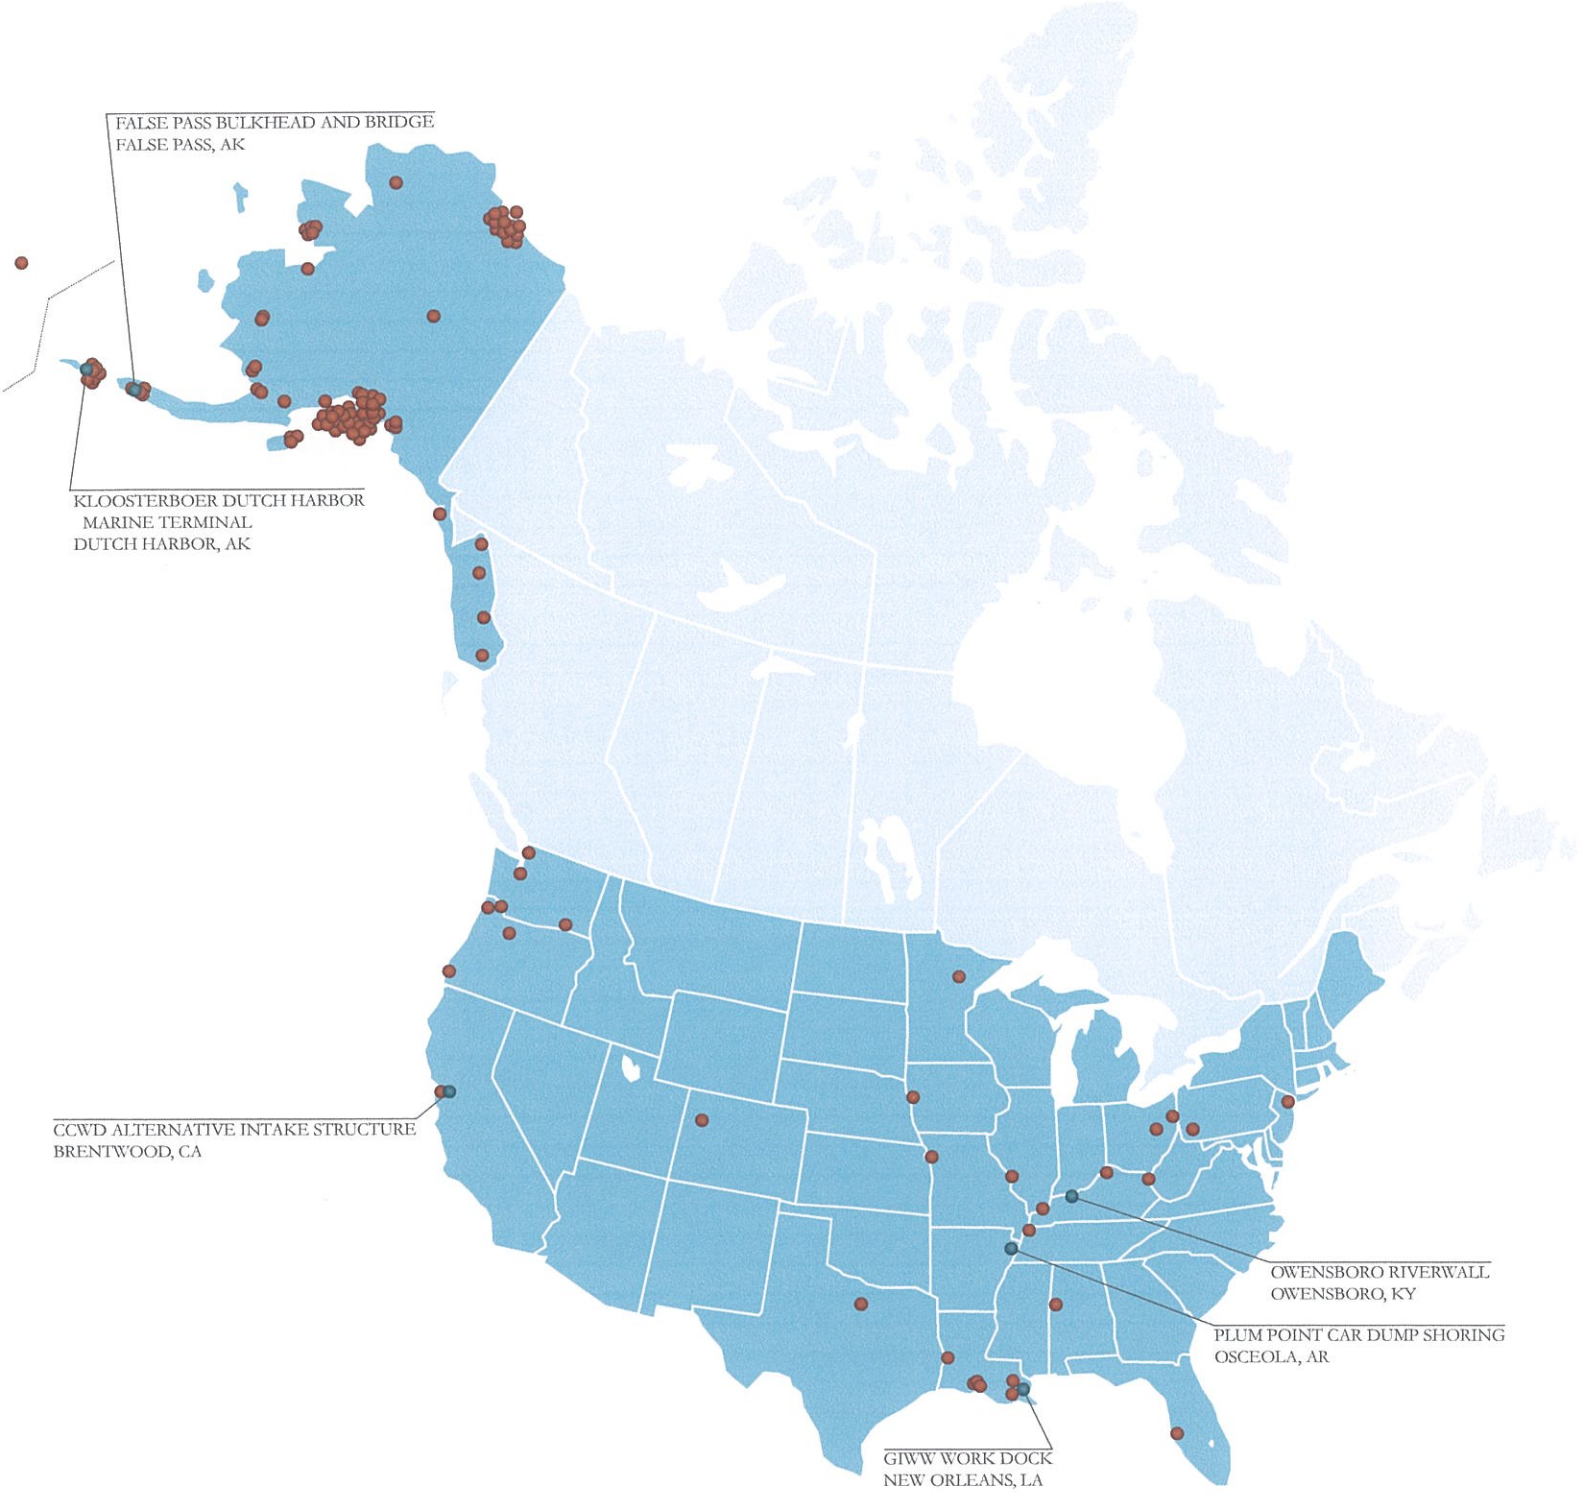 FALSE PASS BULKHEAD AND BRIDGE
FALSE PASS, AK
KLOOSTERBOER DUTCH HARBOR
MARINE TERMINAL
DUTCH HARBOR, AK
CCWD ALTERNATIVE INTAKE STRUCTURE
BRENTWOOD, CA
OWENSBORO RIVERWALL
OWENSBORO, KY
PLUM POINT CAR DUMP SHORING
OSCEOLA, AR
GIWW WORK DOCK
NEW ORLEANS, LA